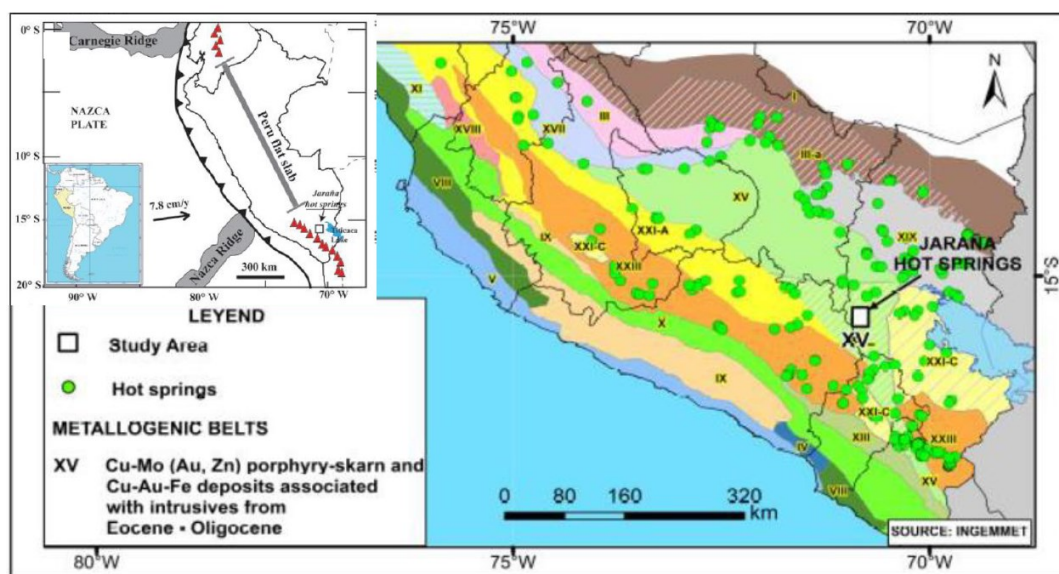 0° S
Carnegie Ridge
NAZCA
PLATE
Peru flat slab
10° S
Jaraña
hot springs
7.8 cm/y
15°S
Lake
Nazca Ridge
300 km
20° S
90° W
80° W
70° W
75°W
70°W
N
I
XI
XVIII
XVII
III
III-a
VIII
XV
XIX
IX
XXI-A
XXI-C
JARAÑA
HOT SPRINGS
XXIII
15°S
V
X
XV
XXI-C
IX
XXI-C
XIII
XXIII
IV
VIII
XV
0 80 160 320
km
SOURCE: INGEMMET
LEYEND
Study Area
Hot springs
METALLOGENIC BELTS
XV Cu-Mo (Au, Zn) porphyry-skarn and
Cu-Au-Fe deposits associated
with intrusives from
Eocene - Oligocene
80°W
75°W
70°W